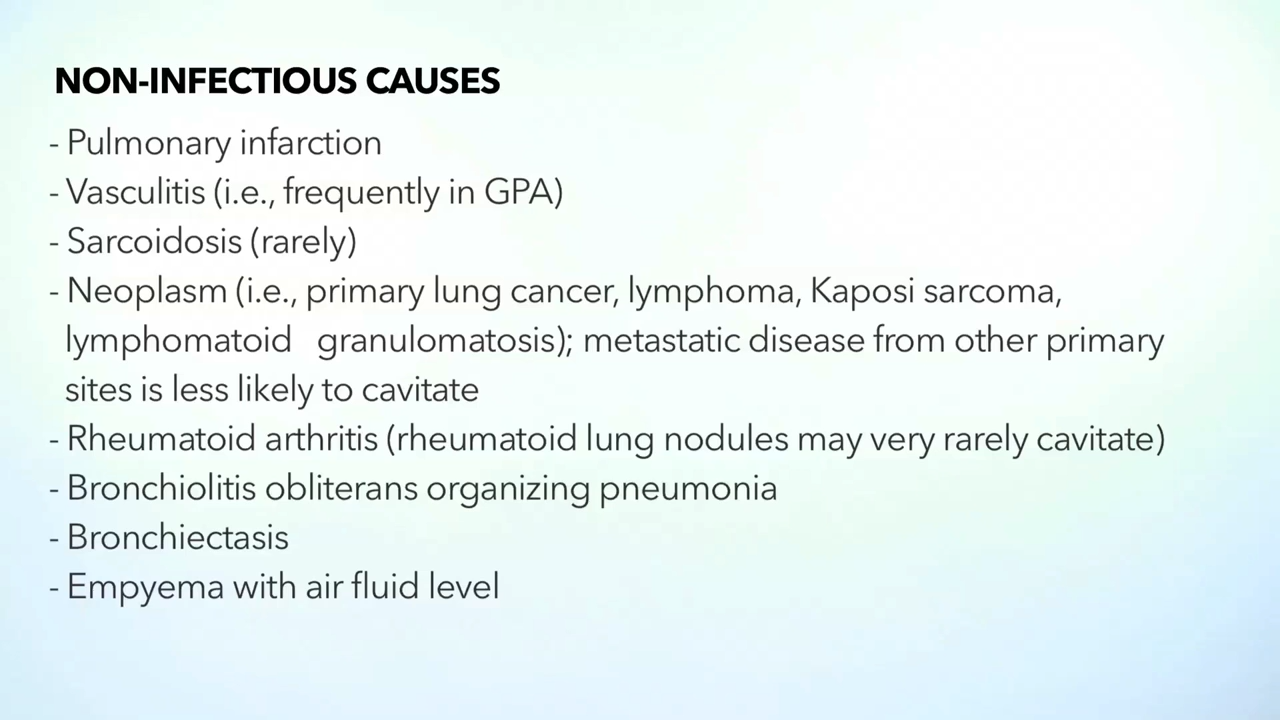 NON-INFECTIOUS CAUSES
- Pulmonary infarction
- Vasculitis (i.e., frequently in GPA)
- Sarcoidosis (rarely)
- Neoplasm (i.e., primary lung cancer, lymphoma, Kaposi sarcoma,
lymphomatoid granulomatosis); metastatic disease from other primary
sites is less likely to cavitate
- Rheumatoid arthritis (rheumatoid lung nodules may very rarely cavitate)
- Bronchiolitis obliterans organizing pneumonia
- Bronchiectasis
- Empyema with air fluid level